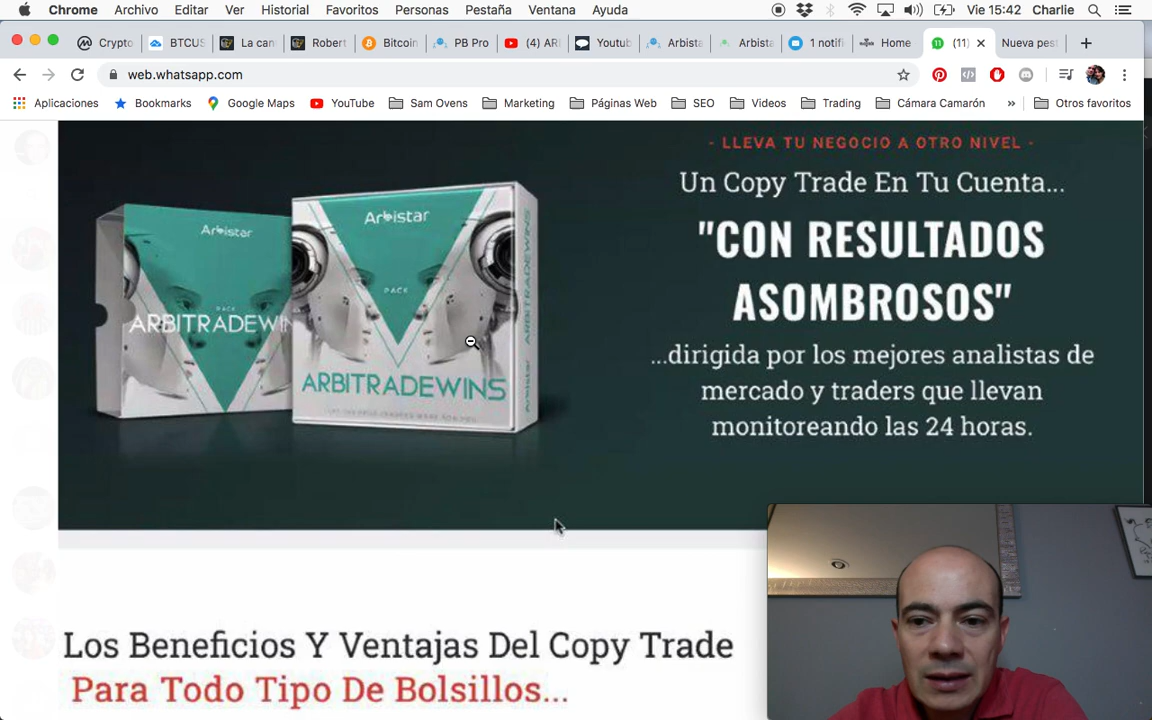 Chrome Archivo Editar Ver Historial Favoritos Personas Pestaña Ventana Ayuda Vie 15:42 Charlie
Crypto BTCUS La can Robert Bitcoin PB Pro (4) AR Youtub Arbista Arbista 1 notifi Home (11) Nueva pest
web.whatsapp.com
Aplicaciones Bookmarks Google Maps YouTube Sam Ovens Marketing Páginas Web SEO Videos Trading Cámara Camarón » Otros favoritos
- LLEVA TU NEGOCIO A OTRO NIVEL -
Un Copy Trade En Tu Cuenta...
"CON RESULTADOS
ASOMBROSOS"
...dirigida por los mejores analistas de
mercado y traders que llevan
monitoreando las 24 horas.
Arbistar
PACK
ARBITRADEWIN
Arbistar
PACK
ARBITRADEWINS
Arbistar
ARBITRADEWINS
Los Beneficios Y Ventajas Del Copy Trade
Para Todo Tipo De Bolsillos...